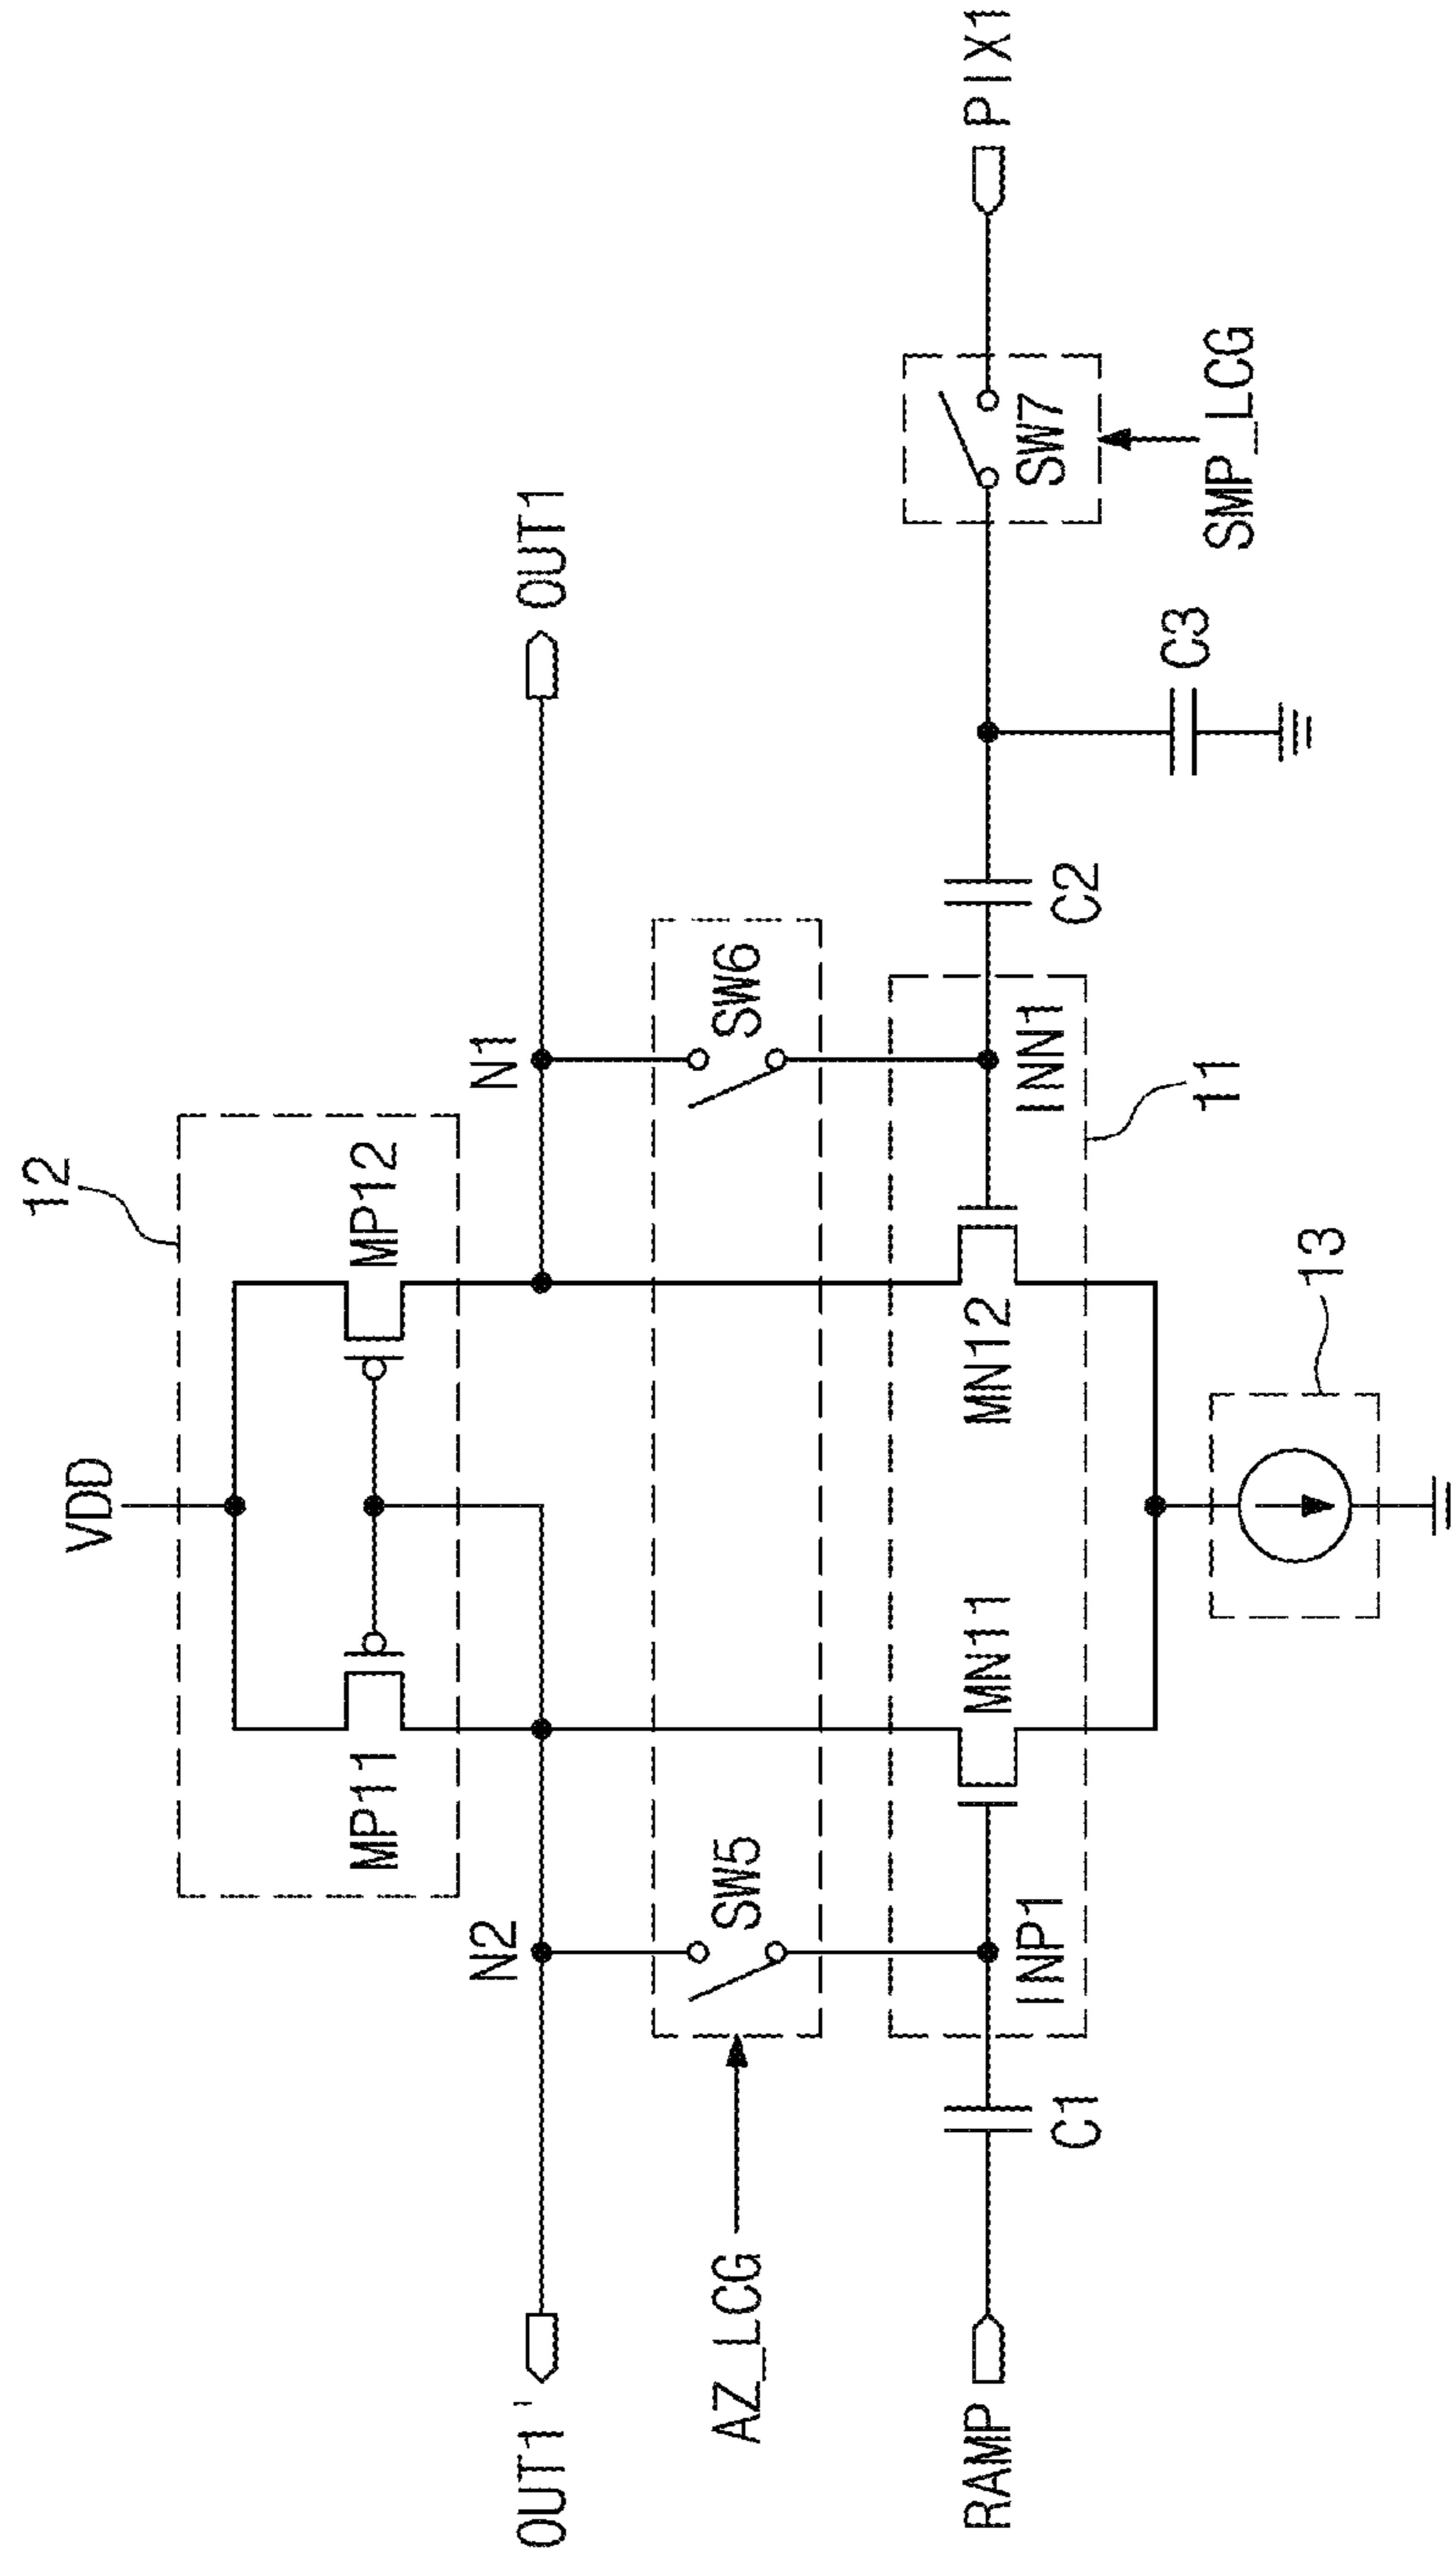 12
VDD
MP11
MP12
OUT1'
N2
N1
OUT1
AZ_LCG
SW5
SW6
RAMP
C1
INP1
MN11
MN12
INN1
C2
SW7
PIX1
C3
SMP_LCG
11
13